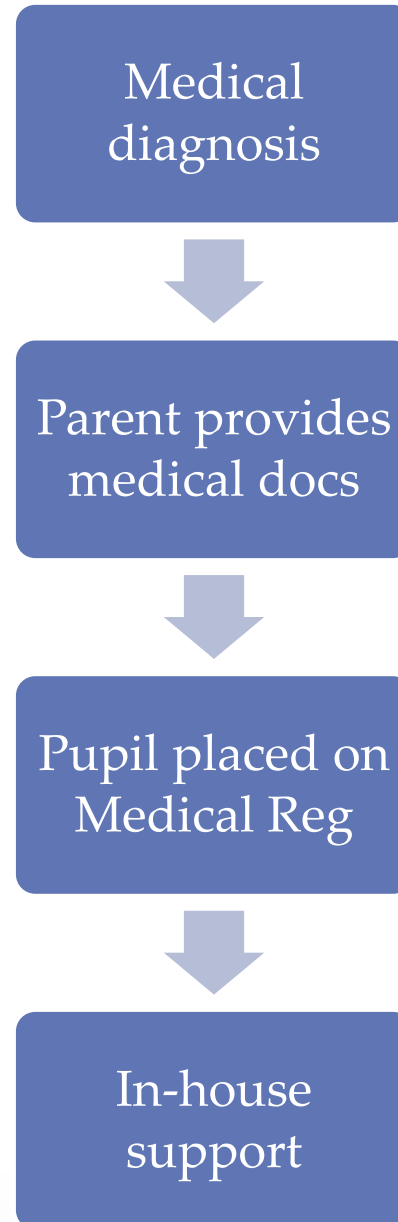 Medical
diagnosis
Parent provides
medical docs
Pupil placed on
Medical Reg
In-house
support